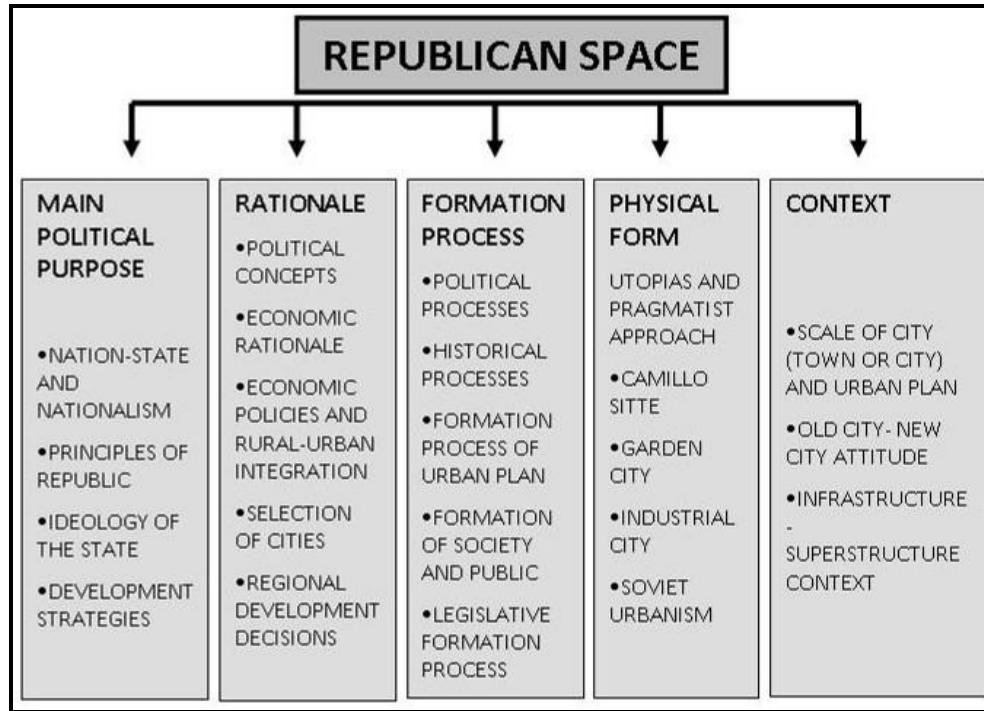 REPUBLICAN SPACE
MAIN
POLITICAL
PURPOSE
•NATION-STATE
AND
NATIONALISM
•PRINCIPLES OF
REPUBLIC
•IDEOLOGY OF
THE STATE
•DEVELOPMENT
STRATEGIES
RATIONALE
•POLITICAL
CONCEPTS
•ECONOMIC
RATIONALE
•ECONOMIC
POLICIES AND
RURAL-URBAN
INTEGRATION
•SELECTION
OF CITIES
•REGIONAL
DEVELOPMENT
DECISIONS
FORMATION
PROCESS
•POLITICAL
PROCESSES
•HISTORICAL
PROCESSES
•FORMATION
PROCESS OF
URBAN PLAN
•FORMATION
OF SOCIETY
AND PUBLIC
•LEGISLATIVE
FORMATION
PROCESS
PHYSICAL
FORM
UTOPIAS AND
PRAGMATIST
APPROACH
•CAMILLO
SITTE
•GARDEN
CITY
•INDUSTRIAL
CITY
•SOVIET
URBANISM
CONTEXT
•SCALE OF CITY
(TOWN OR CITY)
AND URBAN PLAN
•OLD CITY- NEW
CITY ATTITUDE
•INFRASTRUCTURE
-
SUPERSTRUCTURE
CONTEXT